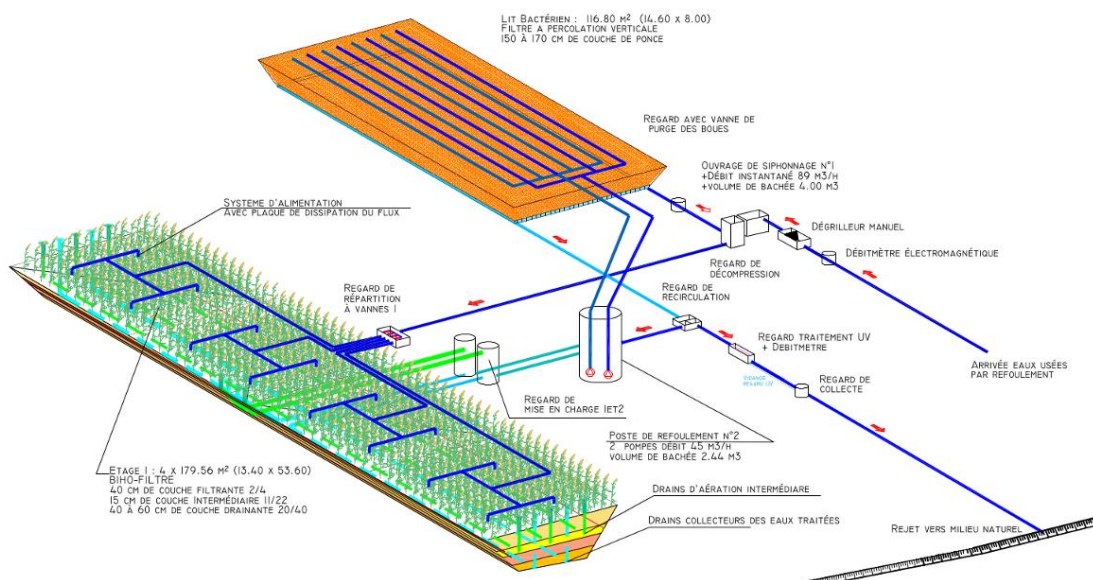 Lit Bactérien : 116.80 m² (14.60 x 8.00)
Filtre a percolation verticale
150 à 170 cm de couche de ponce
Regard avec vanne de
purge des boues
Ouvrage de siphonnage n°1
+Débit instantané 89 m3/h
+volume de bachée 4.00 m3
Dégrilleur manuel
Débitmètre électromagnétique
Regard de
décompression
Systeme d'alimentation
avec plaque de dissipation du flux
Regard de
répartition
à vannes 1
Regard de
recirculation
Regard traitement UV
+ Debitmetre
Vidange
regard UV
Arrivée eaux usées
par refoulement
Regard de
collecte
Regard de
mise en charge 1et2
Poste de refoulement n°2
2 pompes débit 45 m3/h
volume de bachée 2.44 m3
Etage 1 : 4 x 179.56 m² (13.40 x 53.60)
Biho-filtre
40 cm de couche filtrante 2/4
15 cm de couche intermédiaire 11/22
40 à 60 cm de couche drainante 20/40
Drains d'aération intermédiaire
Drains collecteurs des eaux traitées
Rejet vers milieu naturel